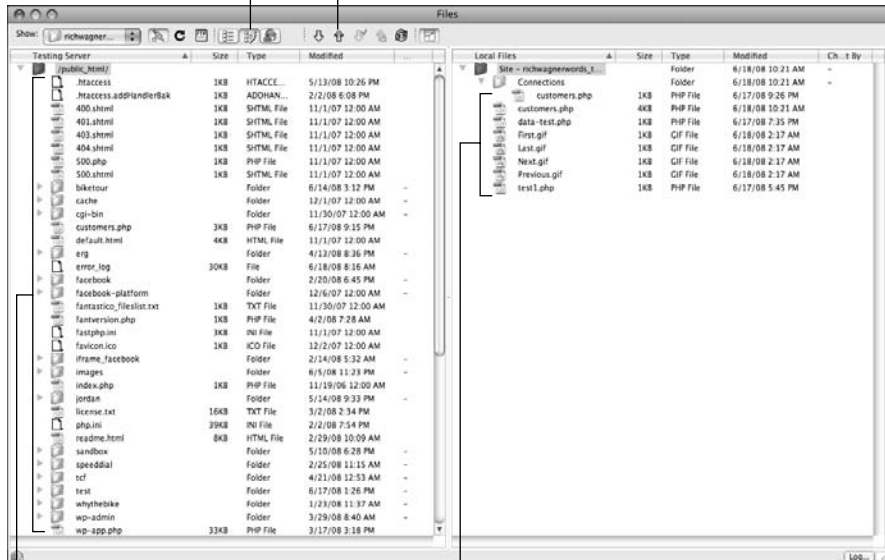 Files
Show: richwagner...
Testing Server Size Type Modified ...
/public_html/
.htaccess 1KB HTACCE... 5/13/08 10:26 PM
.htaccess.addHandlerBak 1KB ADDHAN... 2/2/08 6:08 PM
400.shtml 1KB SHTML File 11/1/07 12:00 AM
401.shtml 1KB SHTML File 11/1/07 12:00 AM
403.shtml 1KB SHTML File 11/1/07 12:00 AM
404.shtml 1KB SHTML File 11/1/07 12:00 AM
500.php 1KB PHP File 11/1/07 12:00 AM
500.shtml 1KB SHTML File 11/1/07 12:00 AM
biketour Folder 6/14/08 3:12 PM -
cache Folder 12/1/07 12:00 AM -
cgi-bin Folder 11/30/07 12:00 AM -
customers.php 3KB PHP File 6/17/08 9:15 PM
default.html 4KB HTML File 11/1/07 12:00 AM
erg Folder 4/13/08 8:36 PM -
error_log 30KB File 6/18/08 8:16 AM
facebook Folder 2/20/08 6:45 PM -
facebook-platform Folder 12/6/07 12:00 AM -
fantastico_fileslist.txt 1KB TXT File 11/30/07 12:00 AM
fantversion.php 1KB PHP File 4/2/08 7:28 AM
fastphp.ini 3KB INI File 11/1/07 12:00 AM
favicon.ico 1KB ICO File 12/2/07 12:00 AM
iframe_facebook Folder 2/14/08 5:32 AM -
images Folder 6/5/08 11:23 PM -
index.php 1KB PHP File 11/19/06 12:00 AM
jordan Folder 5/14/08 9:33 PM -
license.txt 16KB TXT File 3/2/08 2:34 PM
php.ini 39KB INI File 2/2/08 7:54 PM
readme.html 8KB HTML File 2/29/08 10:09 AM
sandbox Folder 5/10/08 6:28 PM -
speeddial Folder 2/25/08 11:15 AM -
tcf Folder 4/21/08 12:53 AM -
test Folder 6/17/08 1:26 PM -
whythebike Folder 1/23/08 11:37 AM -
wp-admin Folder 3/29/08 8:40 AM -
wp-app.php 33KB PHP File 3/17/08 3:18 PM
Local Files Size Type Modified Ch...t By
Site - richwagnerwords_t... Folder 6/18/08 10:21 AM
Connections Folder 6/18/08 10:21 AM
customers.php 1KB PHP File 6/17/08 9:26 PM
customers.php 4KB PHP File 6/18/08 10:21 AM
data-test.php 1KB PHP File 6/17/08 7:35 PM
First.gif 1KB GIF File 6/18/08 2:17 AM
Last.gif 1KB GIF File 6/18/08 2:17 AM
Next.gif 1KB GIF File 6/18/08 2:17 AM
Previous.gif 1KB GIF File 6/18/08 2:17 AM
test1.php 1KB PHP File 6/17/08 5:45 PM
Log...